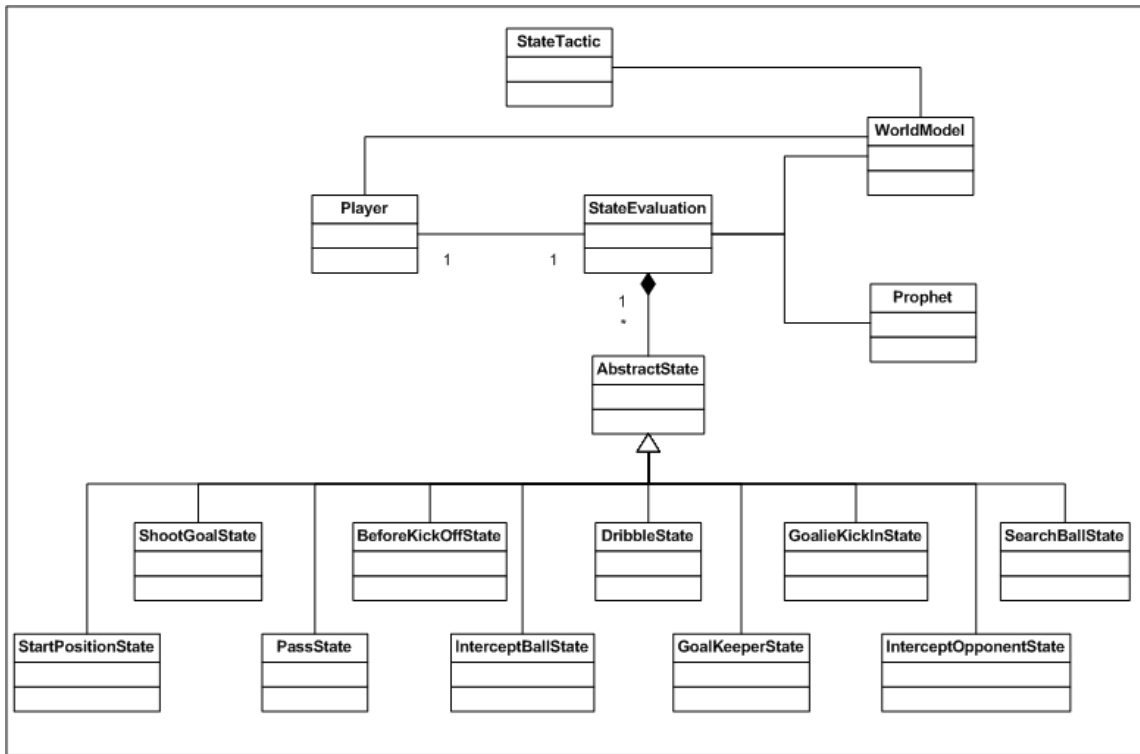 StateTactic
WorldModel
Player
StateEvaluation
1
1
Prophet
1
*
AbstractState
ShootGoalState
BeforeKickOffState
DribbleState
GoalieKickInState
SearchBallState
StartPositionState
PassState
InterceptBallState
GoalKeeperState
InterceptOpponentState